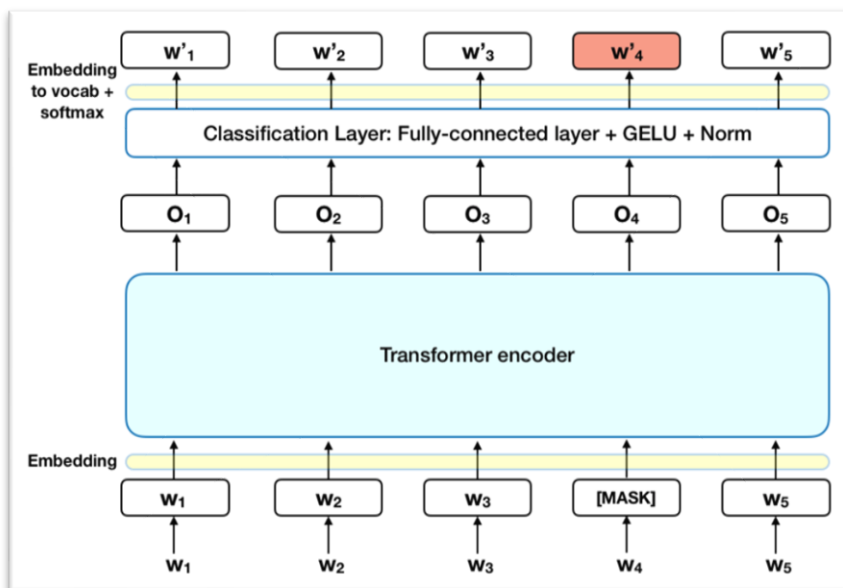 w'1 w'2 w'3 w'4 w'5
Embedding
to vocab +
softmax
Classification Layer: Fully-connected layer + GELU + Norm
O1 O2 O3 O4 O5
Transformer encoder
Embedding
W1 W2 W3 [MASK] W5
W1 W2 W3 W4 W5